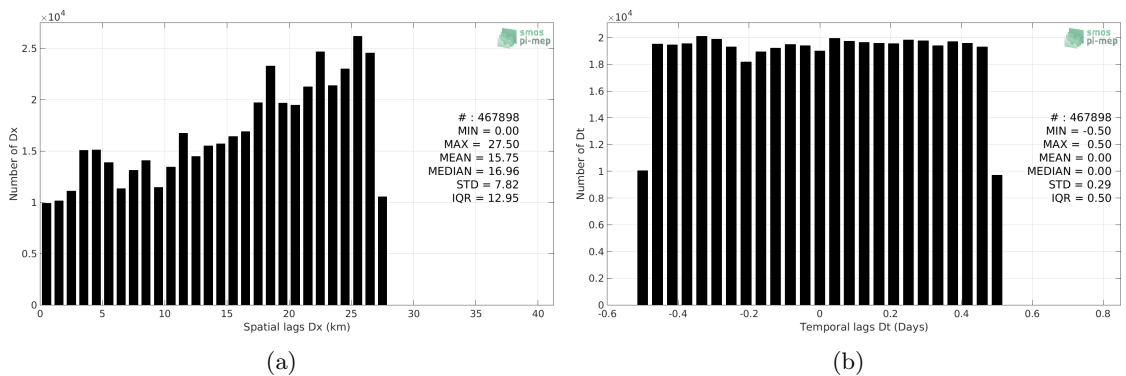 ×10⁴
2.5
2
1.5
1
0.5
0
0 5 10 15 20 25 30 35 40
Number of Dx
Spatial lags Dx (km)
smos
pi-mep
# : 467898
MIN = 0.00
MAX = 27.50
MEAN = 15.75
MEDIAN = 16.96
STD = 7.82
IQR = 12.95
(a)
×10⁴
2
1.8
1.6
1.4
1.2
1
0.8
0.6
0.4
0.2
0
-0.6 -0.4 -0.2 0 0.2 0.4 0.6 0.8
Number of Dt
Temporal lags Dt (Days)
smos
pi-mep
# : 467898
MIN = -0.50
MAX = 0.50
MEAN = 0.00
MEDIAN = 0.00
STD = 0.29
IQR = 0.50
(b)